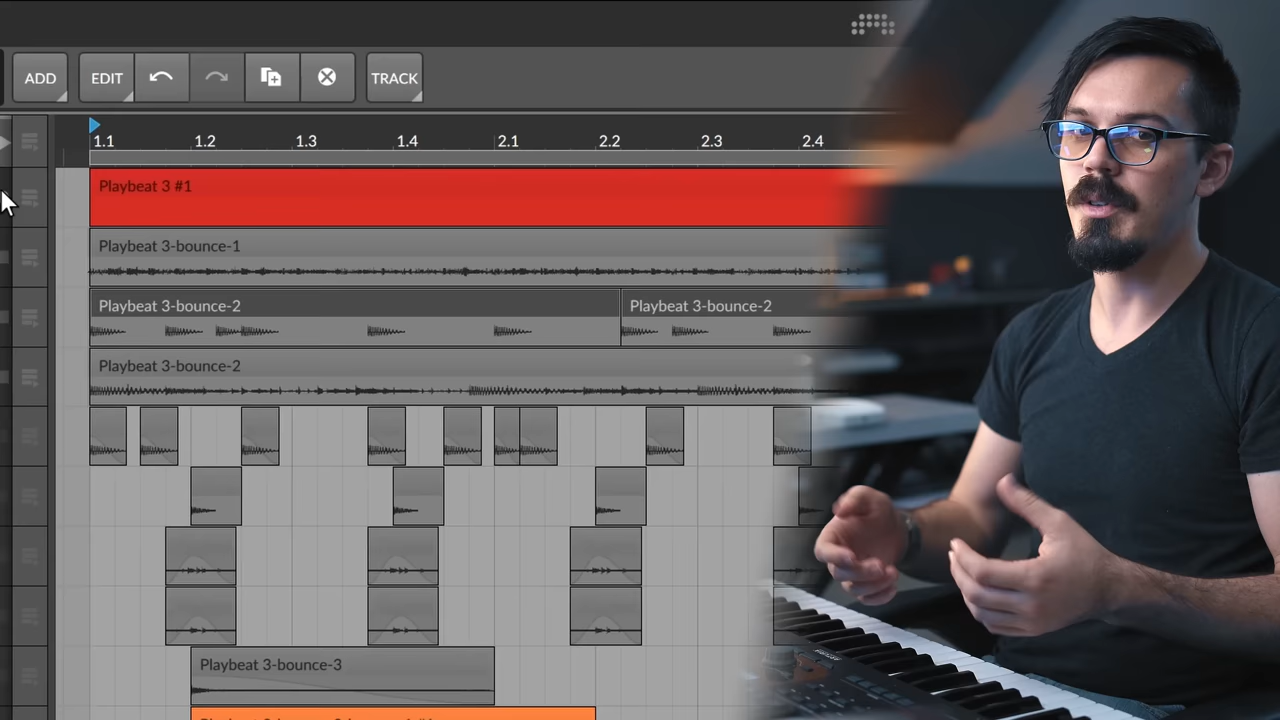 ADD EDIT TRACK
1.1 1.2 1.3 1.4 2.1 2.2 2.3 2.4
Playbeat 3 #1
Playbeat 3-bounce-1
Playbeat 3-bounce-2 Playbeat 3-bounce-2
Playbeat 3-bounce-2
Playbeat 3-bounce-3